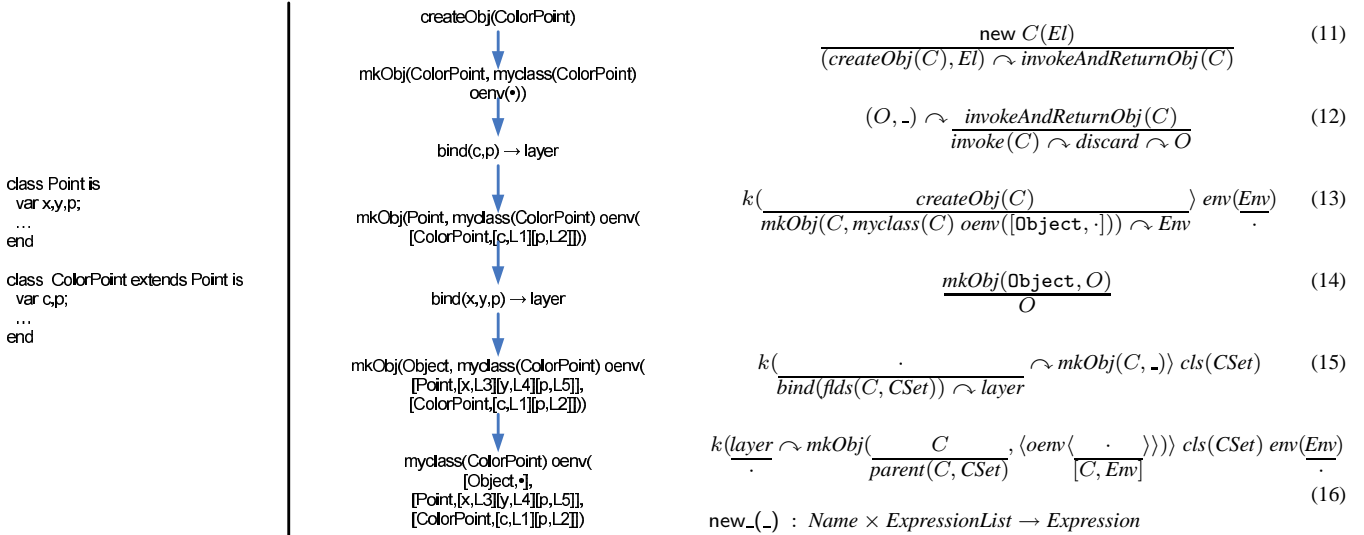 class Point is
var x,y,p;
...
end
class ColorPoint extends Point is
var c,p;
...
end
createObj(ColorPoint)
mkObj(ColorPoint, myclass(ColorPoint)
oenv(•))
bind(c,p) → layer
mkObj(Point, myclass(ColorPoint) oenv(
[ColorPoint,[c,L1][p,L2]]))
bind(x,y,p) → layer
mkObj(Object, myclass(ColorPoint) oenv(
[Point,[x,L3][y,L4][p,L5]],
[ColorPoint,[c,L1][p,L2]]))
myclass(ColorPoint) oenv(
[Object,•],
[Point,[x,L3][y,L4][p,L5]],
[ColorPoint,[c,L1][p,L2]])
new C(El) (11)
(createObj(C), El) ↷ invokeAndReturnObj(C)
(O, _) ↷ invokeAndReturnObj(C) (12)
invoke(C) ↷ discard ↷ O
k( createObj(C) ⟩ env(Env) (13)
mkObj(C, myclass(C) oenv([Object, ·])) ↷ Env ·
mkObj(Object, O) (14)
O
k( · ↷ mkObj(C, _)⟩ cls(CSet) (15)
bind(flds(C, CSet)) ↷ layer
k(layer ↷ mkObj( C , ⟨oenv⟨ · ⟩⟩)⟩ cls(CSet) env(Env)
· parent(C, CSet) [C, Env] ·
(16)
new_(_) : Name × ExpressionList → Expression